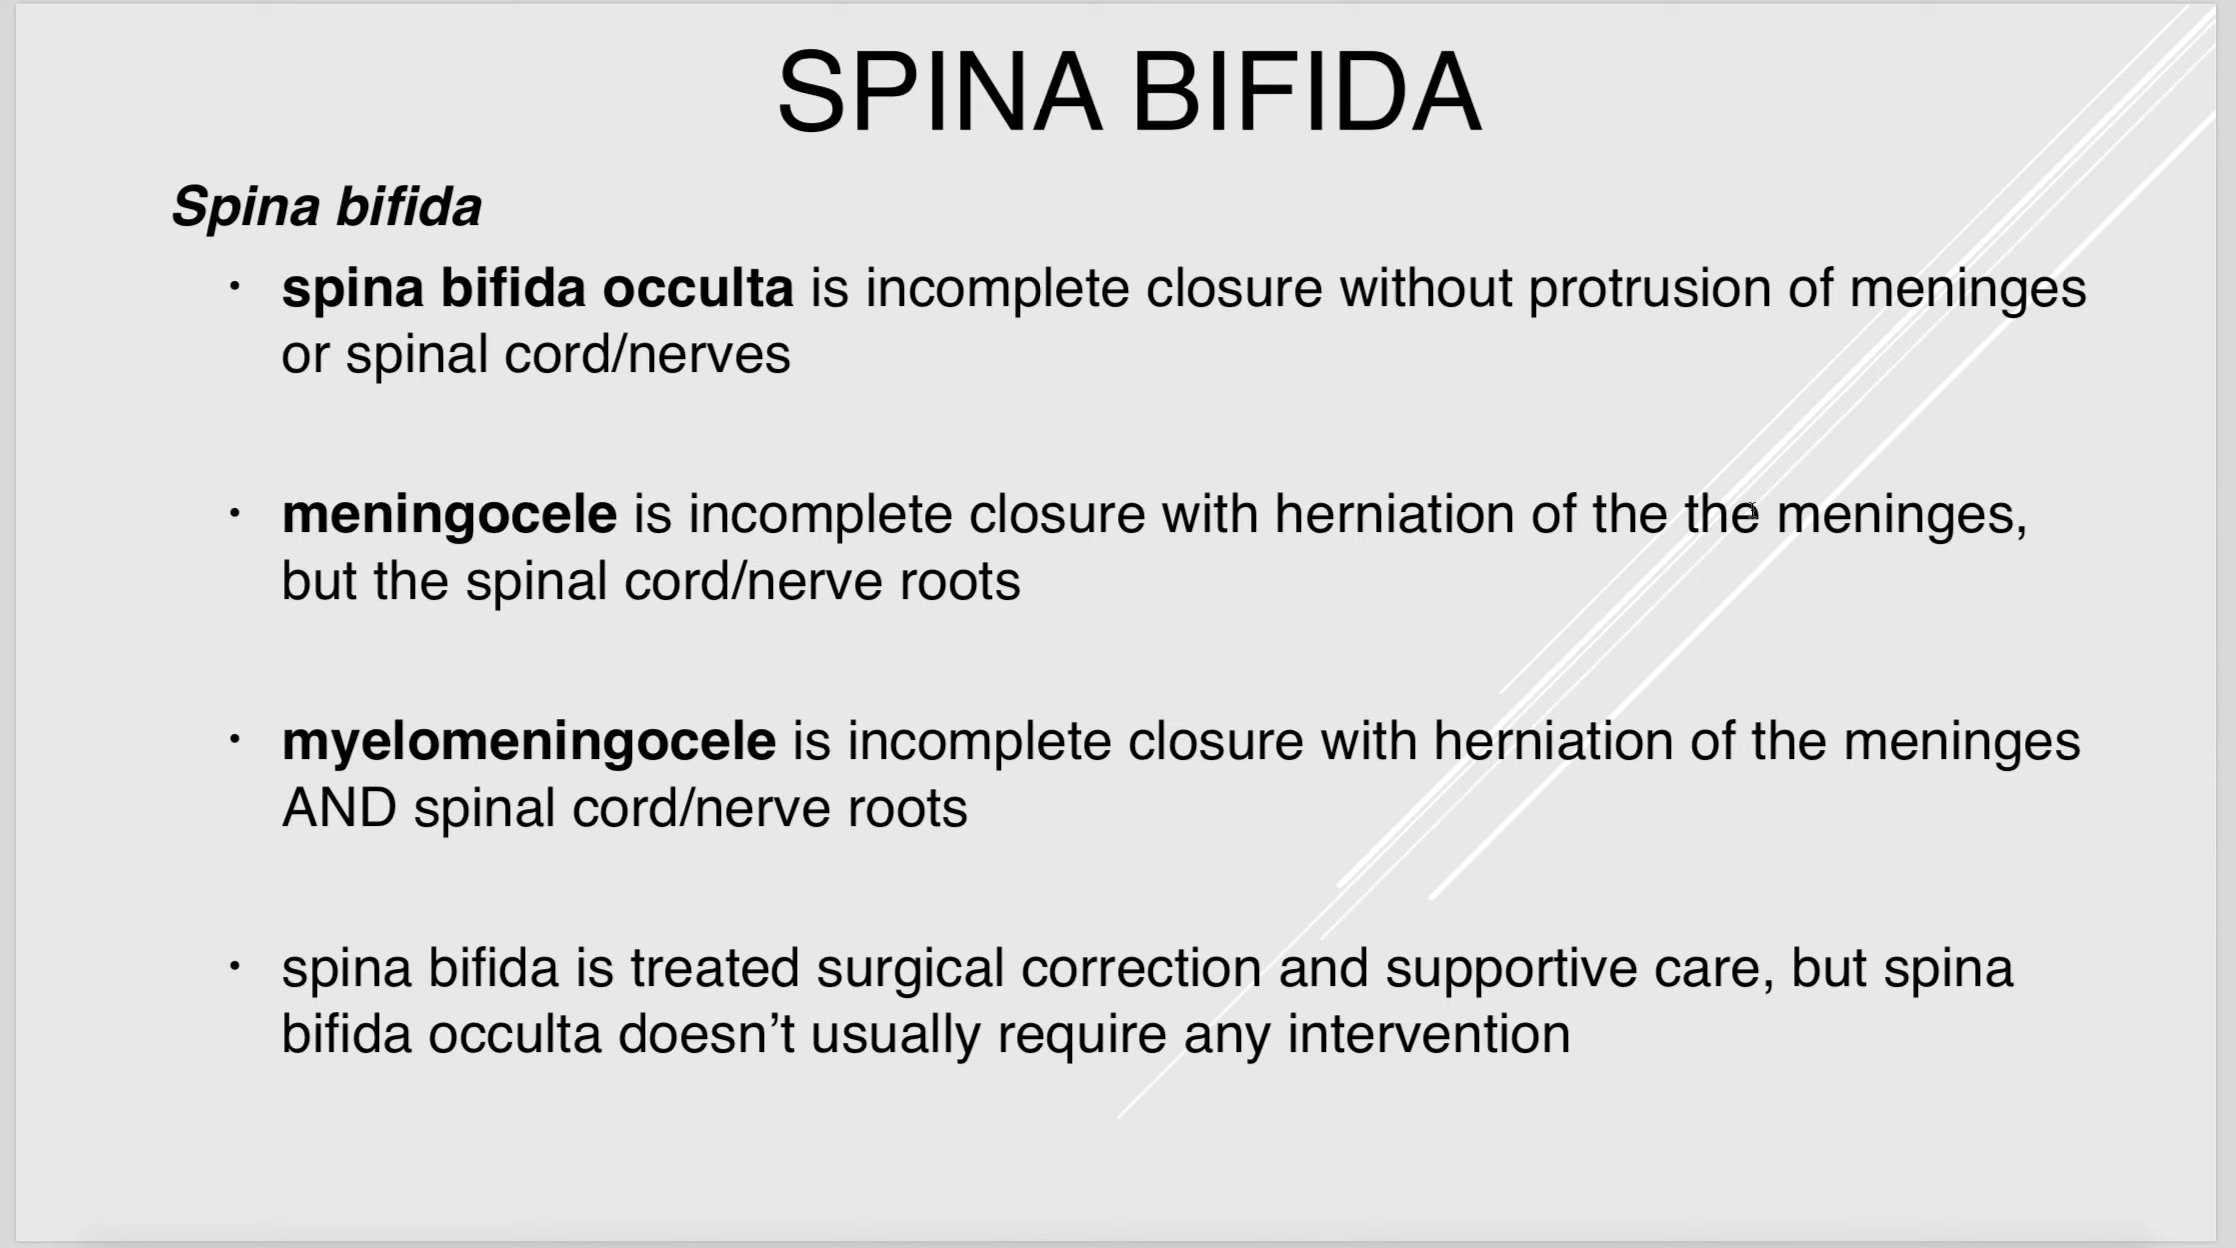 SPINA BIFIDA
Spina bifida
• spina bifida occulta is incomplete closure without protrusion of meninges
or spinal cord/nerves
• meningocele is incomplete closure with herniation of the the meninges,
but the spinal cord/nerve roots
• myelomeningocele is incomplete closure with herniation of the meninges
AND spinal cord/nerve roots
• spina bifida is treated surgical correction and supportive care, but spina
bifida occulta doesn’t usually require any intervention